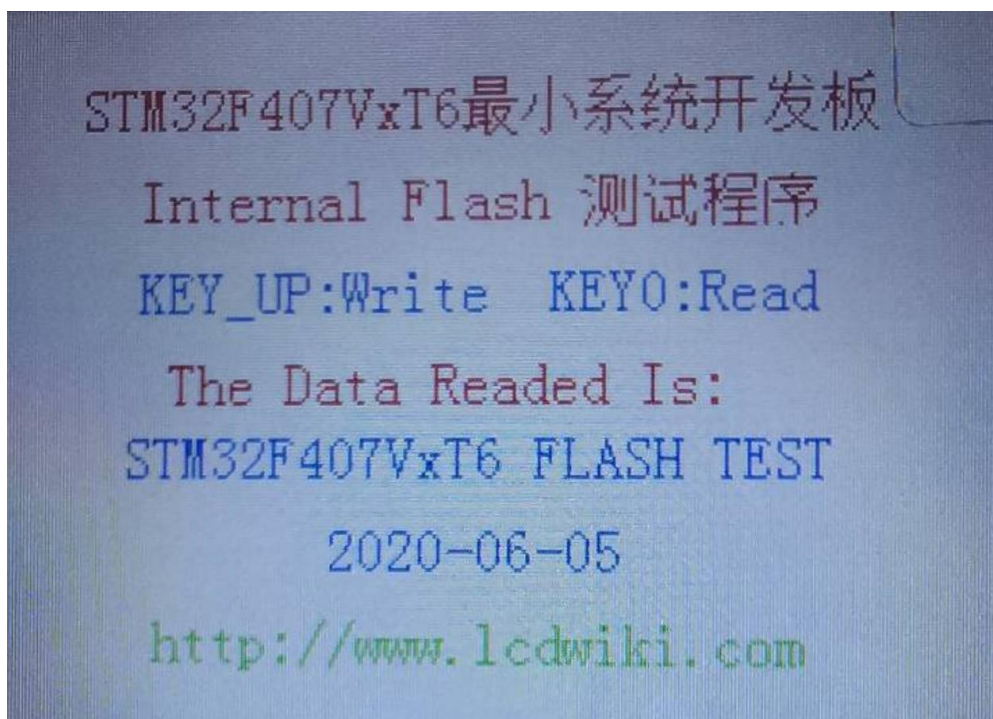 STM32F407VxT6最小系统开发板
Internal Flash 测试程序
KEY_UP:Write  KEY0:Read
The Data Readed Is:
STM32F407VxT6 FLASH TEST
2020-06-05
http://www.lcdwiki.com